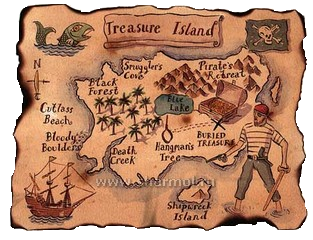 Treasure Island
Smuggler's
Cove
Pirate's
Retreat
Black
Forest
N
Cutlass
Beach
Blue
Lake
Bloody
Boulders
BURIED
TREASURE
Death
Creek
Hangman's
Tree
Shipwreck
Island